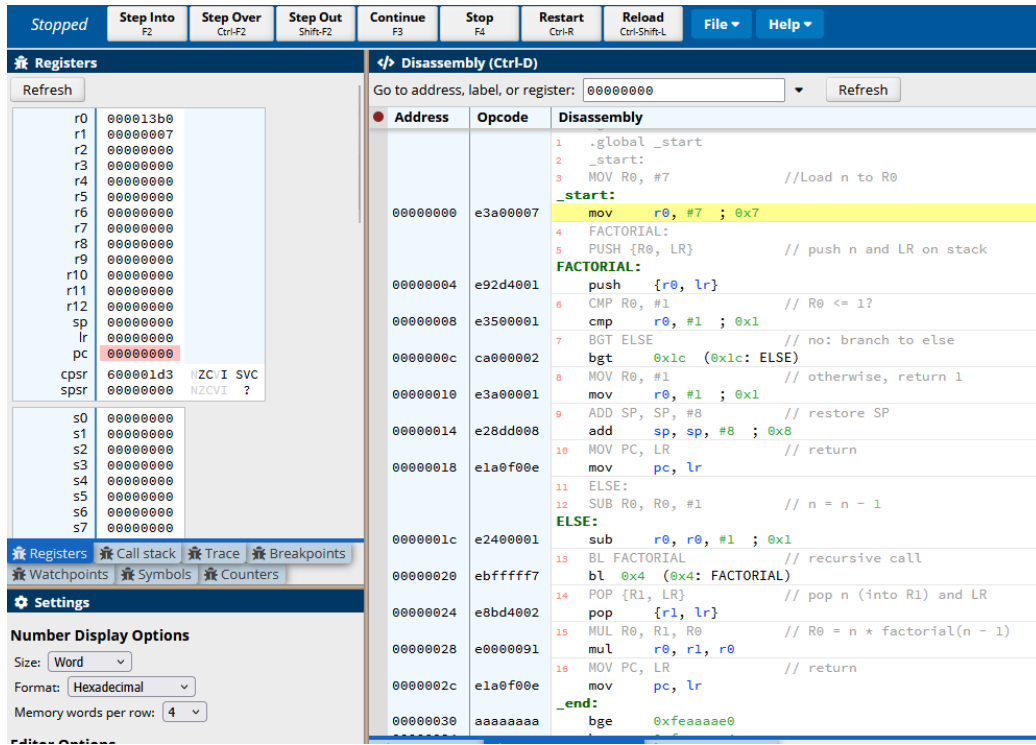 Stopped
Step Into
F2
Step Over
Ctrl-F2
Step Out
Shift-F2
Continue
F3
Stop
F4
Restart
Ctrl-R
Reload
Ctrl-Shift-L
File
Help
Registers
Refresh
r0 000013b0
r1 00000007
r2 00000000
r3 00000000
r4 00000000
r5 00000000
r6 00000000
r7 00000000
r8 00000000
r9 00000000
r10 00000000
r11 00000000
r12 00000000
sp 00000000
lr 00000000
pc 00000000
cpsr 600001d3 NZCVI SVC
spsr 00000000 NZCVI ?
s0 00000000
s1 00000000
s2 00000000
s3 00000000
s4 00000000
s5 00000000
s6 00000000
s7 00000000
Registers Call stack Trace Breakpoints
Watchpoints Symbols Counters
Settings
Number Display Options
Size: Word
Format: Hexadecimal
Memory words per row: 4
Editor Options
</> Disassembly (Ctrl-D)
Go to address, label, or register: 00000000 Refresh
Address Opcode Disassembly
1 .global _start
2 _start:
3 MOV R0, #7 //Load n to R0
_start:
00000000 e3a00007 mov r0, #7 ; 0x7
4 FACTORIAL:
5 PUSH {R0, LR} // push n and LR on stack
FACTORIAL:
00000004 e92d4001 push {r0, lr}
6 CMP R0, #1 // R0 <= 1?
00000008 e3500001 cmp r0, #1 ; 0x1
7 BGT ELSE // no: branch to else
0000000c ca000002 bgt 0x1c (0x1c: ELSE)
8 MOV R0, #1 // otherwise, return 1
00000010 e3a00001 mov r0, #1 ; 0x1
9 ADD SP, SP, #8 // restore SP
00000014 e28dd008 add sp, sp, #8 ; 0x8
10 MOV PC, LR // return
00000018 e1a0f00e mov pc, lr
11 ELSE:
12 SUB R0, R0, #1 // n = n - 1
ELSE:
0000001c e2400001 sub r0, r0, #1 ; 0x1
13 BL FACTORIAL // recursive call
00000020 ebfffff7 bl 0x4 (0x4: FACTORIAL)
14 POP {R1, LR} // pop n (into R1) and LR
00000024 e8bd4002 pop {r1, lr}
15 MUL R0, R1, R0 // R0 = n * factorial(n - 1)
00000028 e0000091 mul r0, r1, r0
16 MOV PC, LR // return
0000002c e1a0f00e mov pc, lr
_end:
00000030 aaaaaaaa bge 0xfeaaaae0